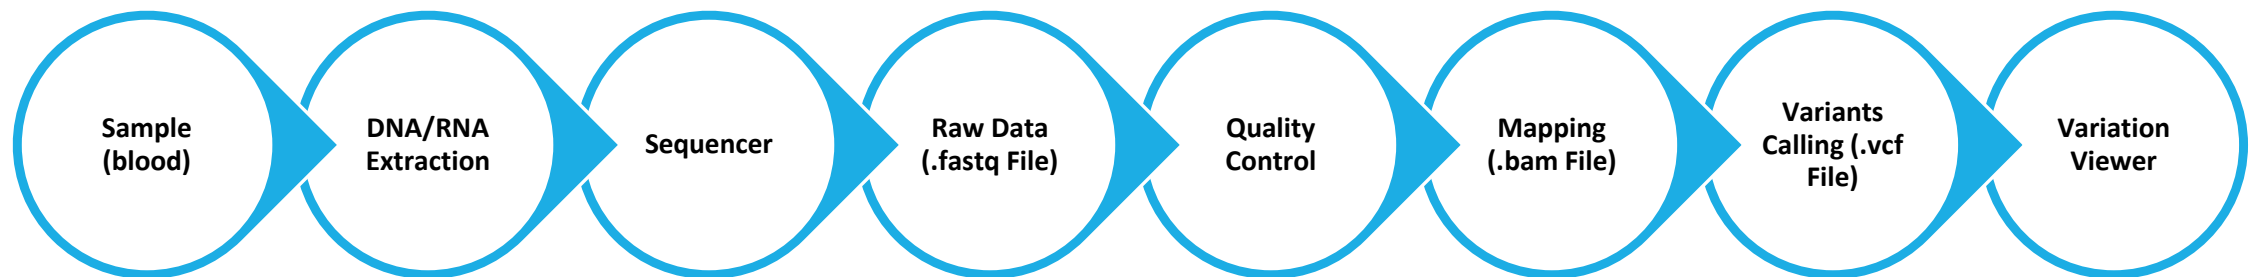 Sample
(blood)
DNA/RNA
Extraction
Sequencer
Raw Data
(.fastq File)
Quality
Control
Mapping
(.bam File)
Variants
Calling (.vcf
File)
Variation
Viewer